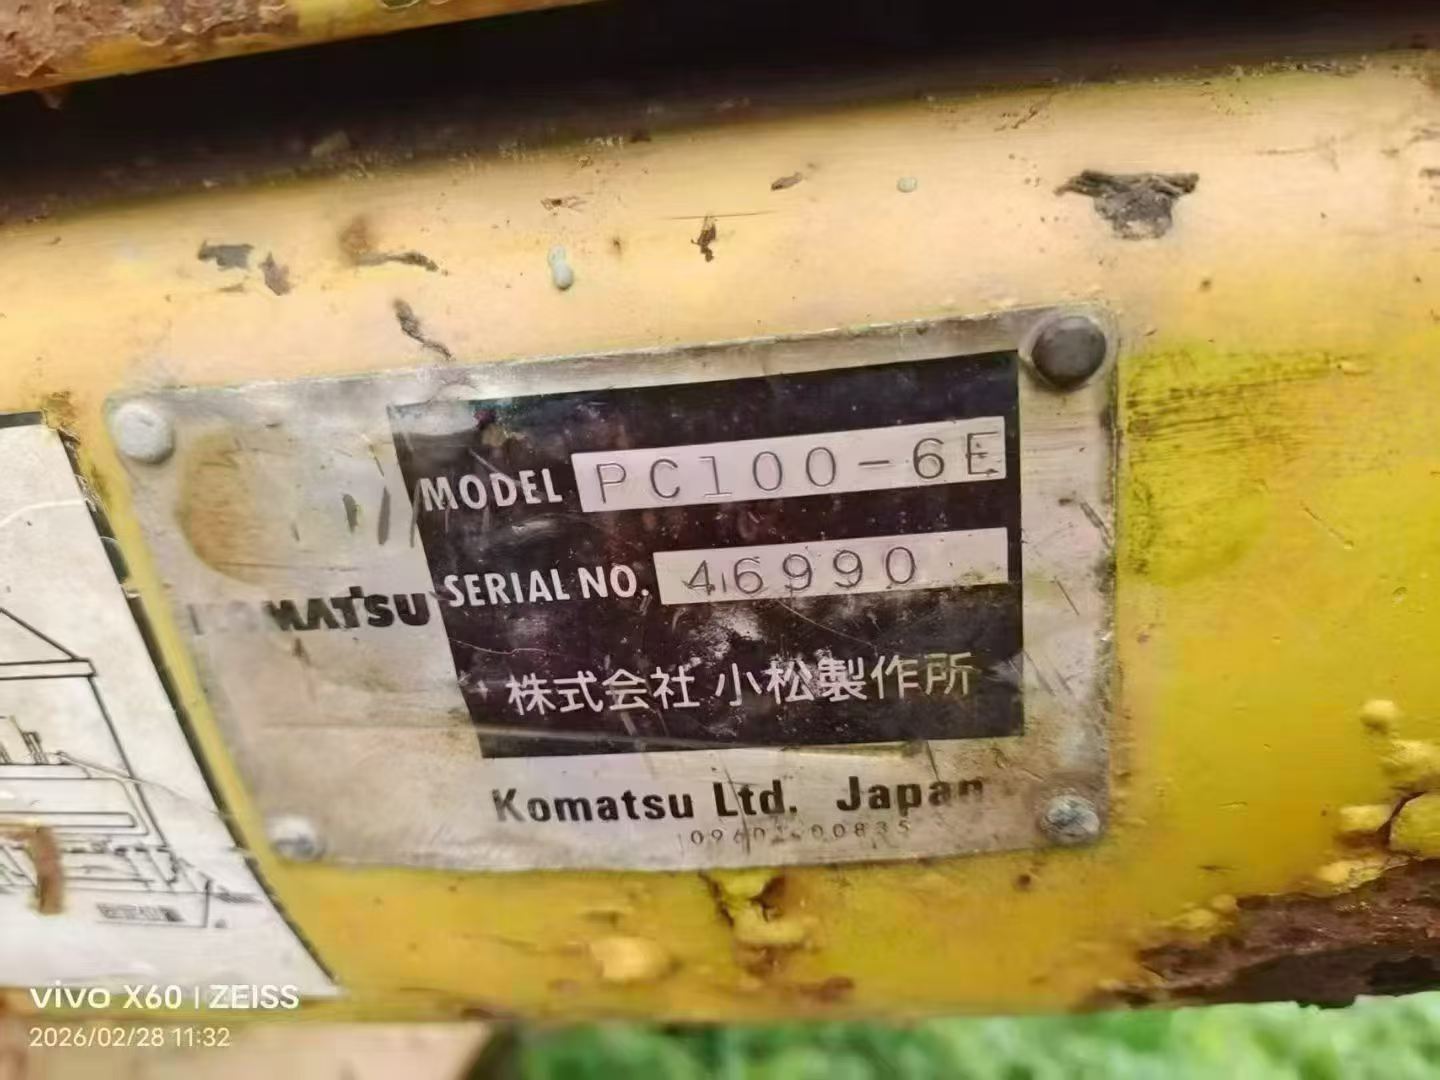 MODEL PC100-6E
SERIAL NO. 46990
KOMATSU
株式会社 小松製作所
Komatsu Ltd. Japan
vivo X60 | ZEISS
2026/02/28 11:32